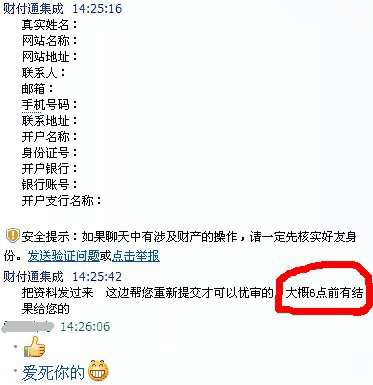 财付通集成 14:25:16
真实姓名：
网站名称：
网站地址：
联系人：
邮箱：
手机号码：
联系地址：
开户名称：
身份证号：
开户银行：
银行账号：
开户支行名称：
安全提示：如果聊天中有涉及财产的操作，请一定先核实好友身
份。发送验证问题或点击举报
财付通集成 14:25:42
把资料发过来 这边帮您重新提交才可以优审的，大概6点前有结
果给您的
14:26:06
爱死你的